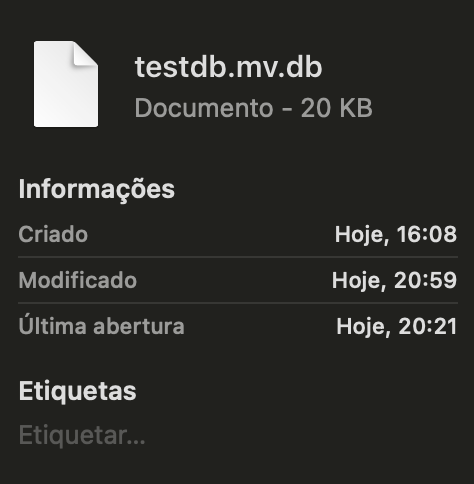 testdb.mv.db
Documento - 20 KB
Informações
Criado Hoje, 16:08
Modificado Hoje, 20:59
Última abertura Hoje, 20:21
Etiquetas
Etiquetar...